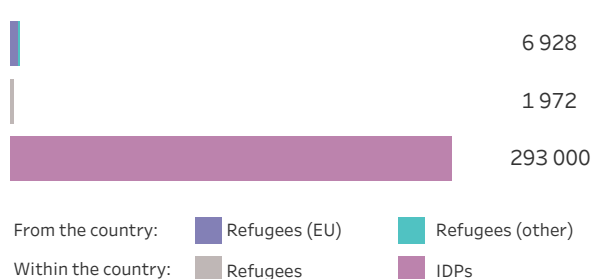 6 928
1 972
293 000
From the country: Refugees (EU) Refugees (other)
Within the country: Refugees IDPs